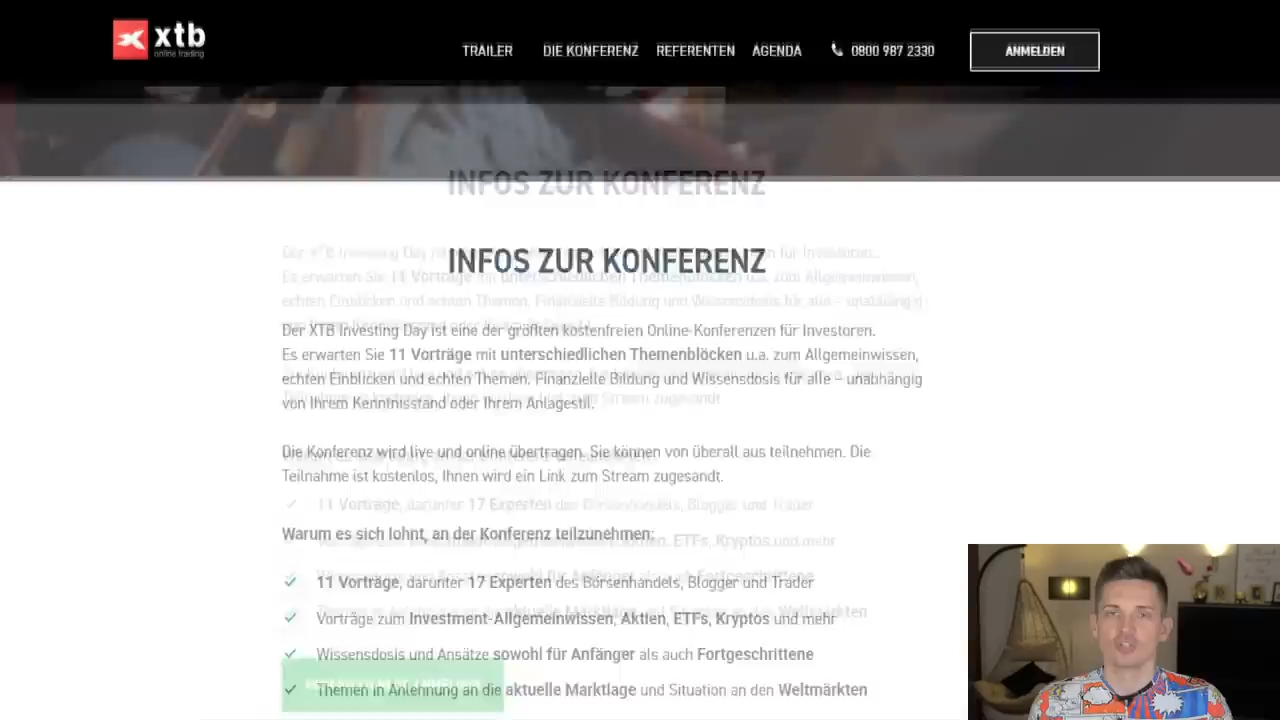 xtb
online trading
TRAILER
DIE KONFERENZ
REFERENTEN
AGENDA
0800 987 2330
ANMELDEN
INFOS ZUR KONFERENZ
INFOS ZUR KONFERENZ
Der XTB Investing Day ist eine der größten kostenfreien Online-Konferenzen für Investoren.
Es erwarten Sie 11 Vorträge mit unterschiedlichen Themenblöcken u.a. zum Allgemeinwissen,
echten Einblicken und echten Themen. Finanzielle Bildung und Wissensdosis für alle – unabhängig
von Ihrem Kenntnisstand oder Ihrem Anlagestil.
Die Konferenz wird live und online übertragen. Sie können von überall aus teilnehmen. Die
Teilnahme ist kostenlos, Ihnen wird ein Link zum Stream zugesandt.
Warum es sich lohnt, an der Konferenz teilzunehmen:
11 Vorträge, darunter 17 Experten des Börsenhandels, Blogger und Trader
Vorträge zum Investment-Allgemeinwissen, Aktien, ETFs, Kryptos und mehr
Wissensdosis und Ansätze sowohl für Anfänger als auch Fortgeschrittene
Themen in Anlehnung an die aktuelle Marktlage und Situation an den Weltmärkten